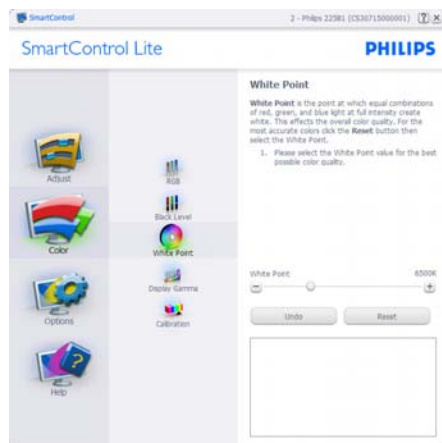 SmartControl
2 - Philips 225B1 (CS30715000001)
SmartControl Lite
PHILIPS
Adjust
Color
Options
Help
RGB
Black Level
White Point
Display Gamma
Calibration
White Point
White Point is the point at which equal combinations
of red, green, and blue light at full intensity create
white. This effects the overall color quality. For the
most accurate colors click the Reset button then
select the White Point.
1. Please select the White Point value for the best
possible color quality.
White Point
6500K
Undo
Reset